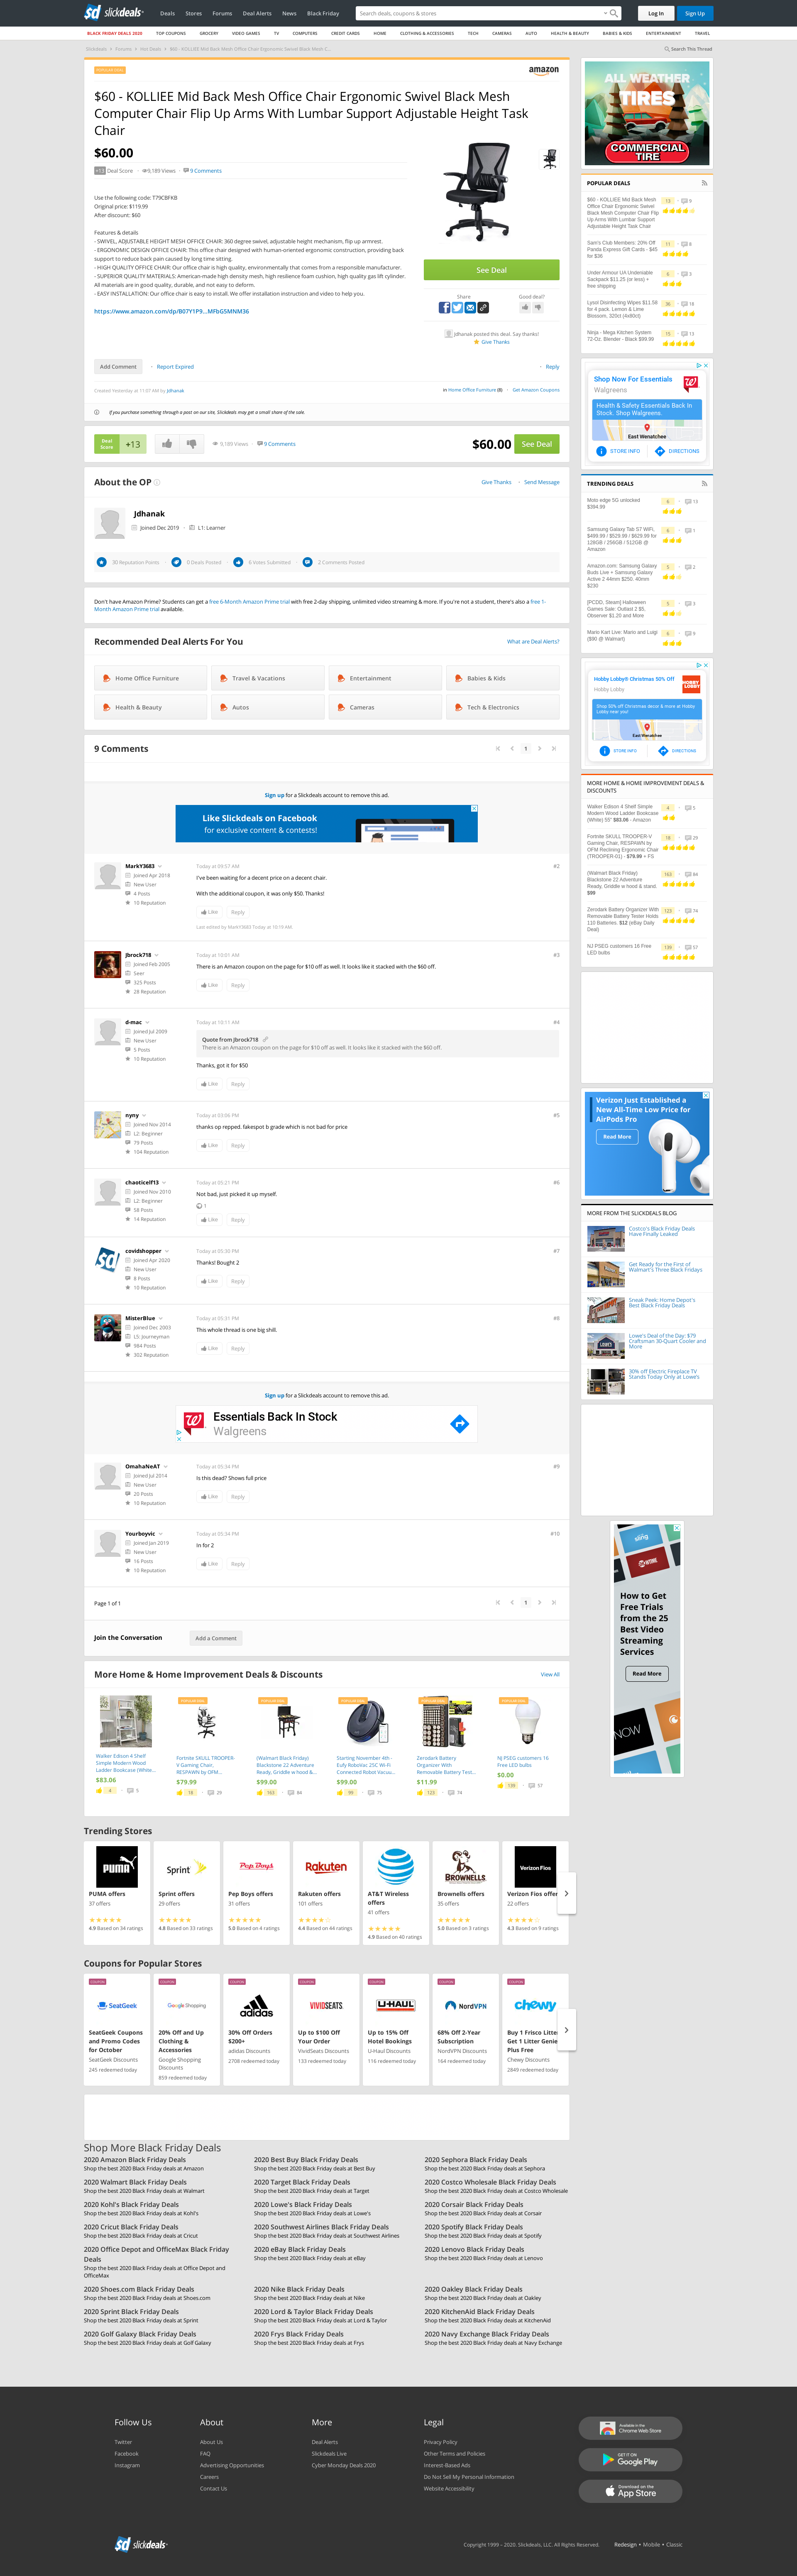 sd slickdeals
Deals Stores Forums Deal Alerts News Black Friday
Search deals, coupons & stores
Log In Sign Up
BLACK FRIDAY DEALS 2020 TOP COUPONS GROCERY VIDEO GAMES TV COMPUTERS CREDIT CARDS HOME CLOTHING & ACCESSORIES TECH CAMERAS AUTO HEALTH & BEAUTY BABIES & KIDS ENTERTAINMENT TRAVEL
Slickdeals > Forums > Hot Deals > $60 - KOLLIEE Mid Back Mesh Office Chair Ergonomic Swivel Black Mesh C...
Search This Thread
POPULAR DEAL
amazon
$60 - KOLLIEE Mid Back Mesh Office Chair Ergonomic Swivel Black Mesh
Computer Chair Flip Up Arms With Lumbar Support Adjustable Height Task
Chair
$60.00
+13 Deal Score 9,189 Views 9 Comments
Use the following code: T79CBFKB
Original price: $119.99
After discount: $60
Features & details
- SWIVEL, ADJUSTABLE HEIGHT MESH OFFICE CHAIR: 360 degree swivel, adjustable height mechanism, flip up armrest.
- ERGONOMIC DESIGN OFFICE CHAIR: This office chair designed with human-oriented ergonomic construction, providing back
support to reduce back pain caused by long time sitting.
- HIGH QUALITY OFFICE CHAIR: Our office chair is high quality, environmentally that comes from a responsible manufacturer.
- SUPERIOR QUALITY MATERIALS: American-made density mesh, high resilience foam cushion, high quality gas lift cylinder.
All materials are in good quality, durable, and not easy to deform.
- EASY INSTALLATION: Our office chair is easy to install. We offer installation instruction and a video to help you.
https://www.amazon.com/dp/B07Y1P9...MFbG5MNM36
See Deal
Share
Good deal?
Jdhanak posted this deal. Say thanks!
Give Thanks
Add Comment Report Expired Reply
Created Yesterday at 11:07 AM by Jdhanak
in Home Office Furniture (8) Get Amazon Coupons
If you purchase something through a post on our site, Slickdeals may get a small share of the sale.
Deal Score +13
9,189 Views 9 Comments
$60.00 See Deal
About the OP
Give Thanks Send Message
Jdhanak
Joined Dec 2019 L1: Learner
30 Reputation Points 0 Deals Posted 6 Votes Submitted 2 Comments Posted
Don't have Amazon Prime? Students can get a free 6-Month Amazon Prime trial with free 2-day shipping, unlimited video streaming & more. If you're not a student, there's also a free 1-
Month Amazon Prime trial available.
Recommended Deal Alerts For You
What are Deal Alerts?
Home Office Furniture Travel & Vacations Entertainment Babies & Kids
Health & Beauty Autos Cameras Tech & Electronics
9 Comments
1
Sign up for a Slickdeals account to remove this ad.
Like Slickdeals on Facebook
for exclusive content & contests!
MarkY3683
Joined Apr 2018
New User
4 Posts
10 Reputation
Today at 09:57 AM
#2
I've been waiting for a decent price on a decent chair.
With the additional coupon, it was only $50. Thanks!
Like Reply
Last edited by MarkY3683 Today at 10:19 AM.
Jbrock718
Joined Feb 2005
Seer
325 Posts
28 Reputation
Today at 10:01 AM
#3
There is an Amazon coupon on the page for $10 off as well. It looks like it stacked with the $60 off.
Like Reply
d-mac
Joined Jul 2009
New User
5 Posts
10 Reputation
Today at 10:11 AM
#4
Quote from Jbrock718
There is an Amazon coupon on the page for $10 off as well. It looks like it stacked with the $60 off.
Thanks, got it for $50
Like Reply
nyny
Joined Nov 2014
L2: Beginner
79 Posts
104 Reputation
Today at 03:06 PM
#5
thanks op repped. fakespot b grade which is not bad for price
Like Reply
chaoticelf13
Joined Nov 2010
L2: Beginner
58 Posts
14 Reputation
Today at 05:21 PM
#6
Not bad, just picked it up myself.
1
Like Reply
covidshopper
Joined Apr 2020
New User
8 Posts
10 Reputation
Today at 05:30 PM
#7
Thanks! Bought 2
Like Reply
MisterBlue
Joined Dec 2003
L5: Journeyman
984 Posts
302 Reputation
Today at 05:31 PM
#8
This whole thread is one big shill.
Like Reply
Sign up for a Slickdeals account to remove this ad.
Essentials Back In Stock
Walgreens
OmahaNeAT
Joined Jul 2014
New User
20 Posts
10 Reputation
Today at 05:34 PM
#9
Is this dead? Shows full price
Like Reply
Yourboyvic
Joined Jan 2019
New User
16 Posts
10 Reputation
Today at 05:34 PM
#10
in for 2
Like Reply
Page 1 of 1
1
Join the Conversation Add a Comment
More Home & Home Improvement Deals & Discounts
View All
Walker Edison 4 Shelf
Simple Modern Wood
Ladder Bookcase (White...
$83.06
4 5
Fortnite SKULL TROOPER-
V Gaming Chair,
RESPAWN by OFM...
$79.99
18 29
(Walmart Black Friday)
Blackstone 22 Adventure
Ready, Griddle w hood &...
$99.00
163 84
Starting November 4th -
Eufy RoboVac 25C Wi-Fi
Connected Robot Vacuu...
$99.00
99 75
Zerodark Battery
Organizer With
Removable Battery Test...
$11.99
123 74
NJ PSEG customers 16
Free LED bulbs
$0.00
139 57
Trending Stores
PUMA offers
37 offers
4.9 Based on 34 ratings
Sprint offers
29 offers
4.8 Based on 33 ratings
Pep Boys offers
31 offers
5.0 Based on 4 ratings
Rakuten offers
101 offers
4.4 Based on 44 ratings
AT&T Wireless
offers
41 offers
4.9 Based on 40 ratings
Brownells offers
35 offers
5.0 Based on 3 ratings
Verizon Fios offer
22 offers
4.3 Based on 9 ratings
Coupons for Popular Stores
COUPON
SeatGeek
SeatGeek Coupons
and Promo Codes
for October
SeatGeek Discounts
245 redeemed today
COUPON
Google Shopping
20% Off and Up
Clothing &
Accessories
Google Shopping
Discounts
859 redeemed today
COUPON
adidas
30% Off Orders
$200+
adidas Discounts
2708 redeemed today
COUPON
VIVIDSEATS.
Up to $100 Off
Your Order
VividSeats Discounts
133 redeemed today
COUPON
U-HAUL
Up to 15% Off
Hotel Bookings
U-Haul Discounts
116 redeemed today
COUPON
NordVPN
68% Off 2-Year
Subscription
NordVPN Discounts
164 redeemed today
COUPON
chewy
Buy 1 Frisco Litter
Get 1 Litter Genie
Plus Free
Chewy Discounts
2849 redeemed today
Shop More Black Friday Deals
2020 Amazon Black Friday Deals
Shop the best 2020 Black Friday deals at Amazon
2020 Best Buy Black Friday Deals
Shop the best 2020 Black Friday deals at Best Buy
2020 Sephora Black Friday Deals
Shop the best 2020 Black Friday deals at Sephora
2020 Walmart Black Friday Deals
Shop the best 2020 Black Friday deals at Walmart
2020 Target Black Friday Deals
Shop the best 2020 Black Friday deals at Target
2020 Costco Wholesale Black Friday Deals
Shop the best 2020 Black Friday deals at Costco Wholesale
2020 Kohl's Black Friday Deals
Shop the best 2020 Black Friday deals at Kohl's
2020 Lowe's Black Friday Deals
Shop the best 2020 Black Friday deals at Lowe's
2020 Corsair Black Friday Deals
Shop the best 2020 Black Friday deals at Corsair
2020 Cricut Black Friday Deals
Shop the best 2020 Black Friday deals at Cricut
2020 Southwest Airlines Black Friday Deals
Shop the best 2020 Black Friday deals at Southwest Airlines
2020 Spotify Black Friday Deals
Shop the best 2020 Black Friday deals at Spotify
2020 Office Depot and OfficeMax Black Friday
Deals
Shop the best 2020 Black Friday deals at Office Depot and
OfficeMax
2020 eBay Black Friday Deals
Shop the best 2020 Black Friday deals at eBay
2020 Lenovo Black Friday Deals
Shop the best 2020 Black Friday deals at Lenovo
2020 Shoes.com Black Friday Deals
Shop the best 2020 Black Friday deals at Shoes.com
2020 Nike Black Friday Deals
Shop the best 2020 Black Friday deals at Nike
2020 Oakley Black Friday Deals
Shop the best 2020 Black Friday deals at Oakley
2020 Sprint Black Friday Deals
Shop the best 2020 Black Friday deals at Sprint
2020 Lord & Taylor Black Friday Deals
Shop the best 2020 Black Friday deals at Lord & Taylor
2020 KitchenAid Black Friday Deals
Shop the best 2020 Black Friday deals at KitchenAid
2020 Golf Galaxy Black Friday Deals
Shop the best 2020 Black Friday deals at Golf Galaxy
2020 Frys Black Friday Deals
Shop the best 2020 Black Friday deals at Frys
2020 Navy Exchange Black Friday Deals
Shop the best 2020 Black Friday deals at Navy Exchange
ALL WEATHER
TIRES
COMMERCIAL
TIRE
POPULAR DEALS
$60 - KOLLIEE Mid Back Mesh
Office Chair Ergonomic Swivel
Black Mesh Computer Chair Flip
Up Arms With Lumbar Support
Adjustable Height Task Chair
13 9
Sam's Club Members: 20% Off
Panda Express Gift Cards - $45
for $36
11 8
Under Armour UA Undeniable
Sackpack $11.25 (or less) +
free shipping
8 3
Lysol Disinfecting Wipes $11.58
for 4 pack. Lemon & Lime
Blossom, 320ct (4x80ct)
36 18
Ninja - Mega Kitchen System
72-Oz. Blender - Black $99.99
15 13
Shop Now For Essentials
Walgreens
Health & Safety Essentials Back In
Stock. Shop Walgreens.
East Wenatchee
STORE INFO DIRECTIONS
TRENDING DEALS
Moto edge 5G unlocked
$394.99
4 13
Samsung Galaxy Tab S7 WiFi,
$499.99 / $529.99 / $629.99 for
128GB / 256GB / 512GB @
Amazon
6 7
Amazon.com: Samsung Galaxy
Buds Live + Samsung Galaxy
Active 2 44mm $250. 40mm
$230
5 2
[PCDD, Steam] Halloween
Games Sale: Outlast 2 $5,
Observer $1.20 and More
5 3
Mario Kart Live: Mario and Luigi
($90 @ Walmart)
6 9
Hobby Lobby® Christmas 50% Off
Hobby Lobby
HOBBY LOBBY
Shop 50% off Christmas decor & more at Hobby
Lobby near you!
East Wenatchee
STORE INFO DIRECTIONS
MORE HOME & HOME IMPROVEMENT DEALS &
DISCOUNTS
Walker Edison 4 Shelf Simple
Modern Wood Ladder Bookcase
(White) 55" $83.06 - Amazon
4 5
Fortnite SKULL TROOPER-V
Gaming Chair, RESPAWN by
OFM Reclining Ergonomic Chair
(TROOPER-01) - $79.99 + FS
18 29
(Walmart Black Friday)
Blackstone 22 Adventure
Ready, Griddle w hood & stand.
$99
163 84
Zerodark Battery Organizer With
Removable Battery Tester Holds
110 Batteries. $12 (eBay Daily
Deal)
123 74
NJ PSEG customers 16 Free
LED bulbs
139 57
Verizon Just Established a
New All-Time Low Price for
AirPods Pro
Read More
MORE FROM THE SLICKDEALS BLOG
Costco's Black Friday Deals
Have Finally Leaked
Get Ready for the First of
Walmart's Three Black Fridays
Sneak Peek: Home Depot's
Best Black Friday Deals
Lowe's Deal of the Day: $79
Craftsman 30-Quart Cooler and
More
30% off Electric Fireplace TV
Stands Today Only at Lowe's
sling
SHOWTIME
How to Get
Free Trials
from the 25
Best Video
Streaming
Services
Read More
NOW
Follow Us
Twitter
Facebook
Instagram
About
About Us
FAQ
Advertising Opportunities
Careers
Contact Us
More
Deal Alerts
Slickdeals Live
Cyber Monday Deals 2020
Legal
Privacy Policy
Other Terms and Policies
Interest-Based Ads
Do Not Sell My Personal Information
Website Accessibility
Available in the
Chrome Web Store
GET IT ON
Google Play
Download on the
App Store
sd slickdeals
Copyright 1999 – 2020. Slickdeals, LLC. All Rights Reserved. Redesign • Mobile • Classic